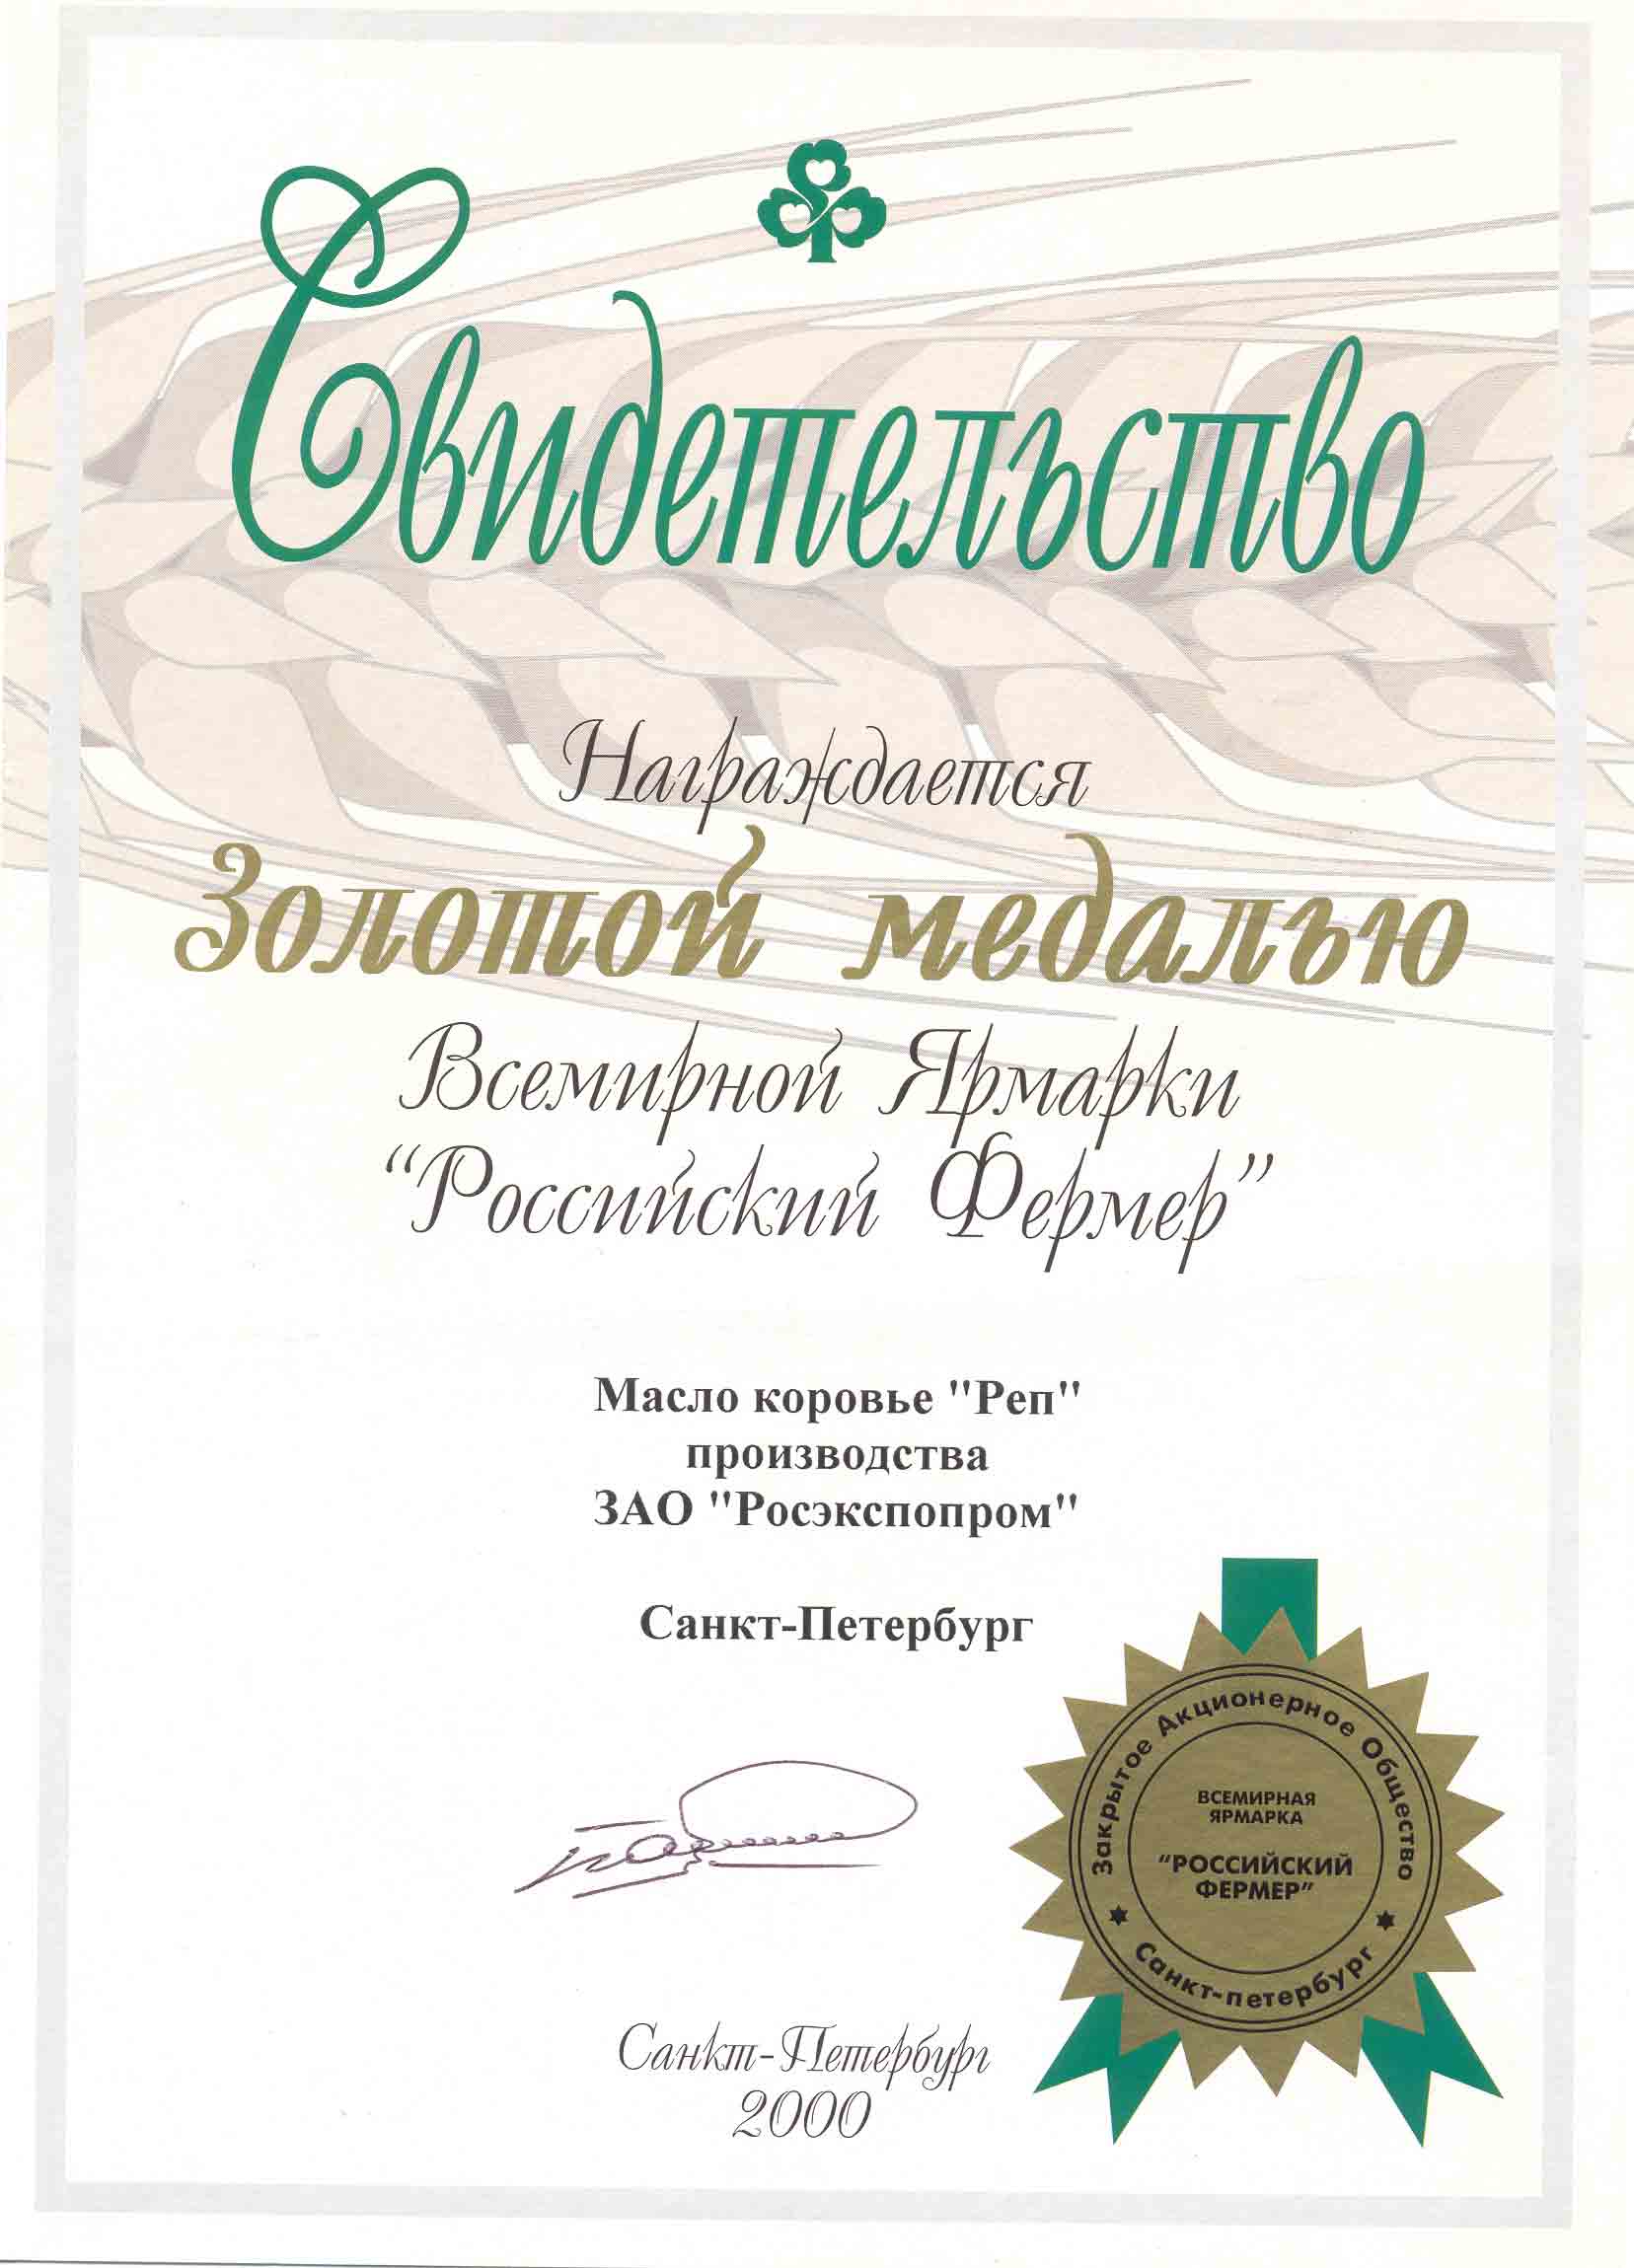 Свидетельство
Награждается
Золотой медалью
Всемирной Ярмарки
“Российский Фермер”
Масло коровье "Реп"
производства
ЗАО "Росэкспопром"
Санкт-Петербург
Закрытое Акционерное Общество
ВСЕМИРНАЯ
ЯРМАРКА
“РОССИЙСКИЙ
ФЕРМЕР”
Санкт-петербург
Санкт-Петербург
2000